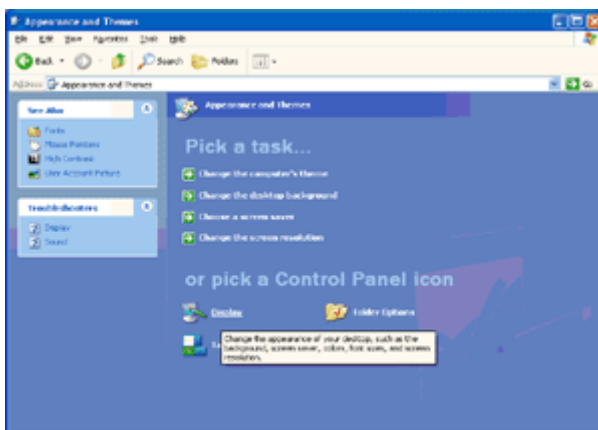 Appearance and Themes
File Edit View Favorites Tools Help
Back Search Folders
Address Appearance and Themes
See Also
Fonts
Mouse Pointers
High Contrast
User Account Picture
Troubleshooters
Display
Sound
Appearance and Themes
Pick a task...
Change the computer's theme
Change the desktop background
Choose a screen saver
Change the screen resolution
or pick a Control Panel icon
Display
Folder Options
Change the appearance of your desktop, such as the
background, screen saver, colors, font sizes, and screen
resolution.